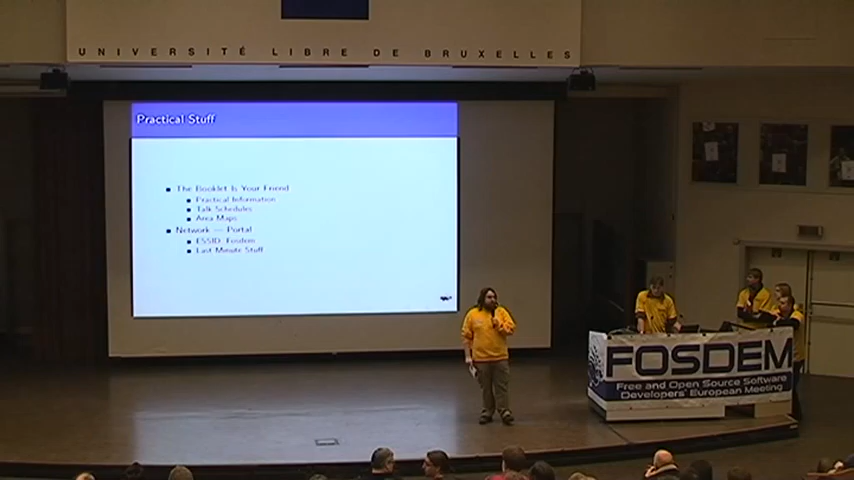 UNIVERSITÉ LIBRE DE BRUXELLES
Practical Stuff
The Booklet Is Your Friend
Practical Information
Talk Schedules
Area Maps
Network — Portal
ESSID: Fosdem
Last Minute Stuff
FOSDEM
Free and Open Source Software
Developers' European Meeting